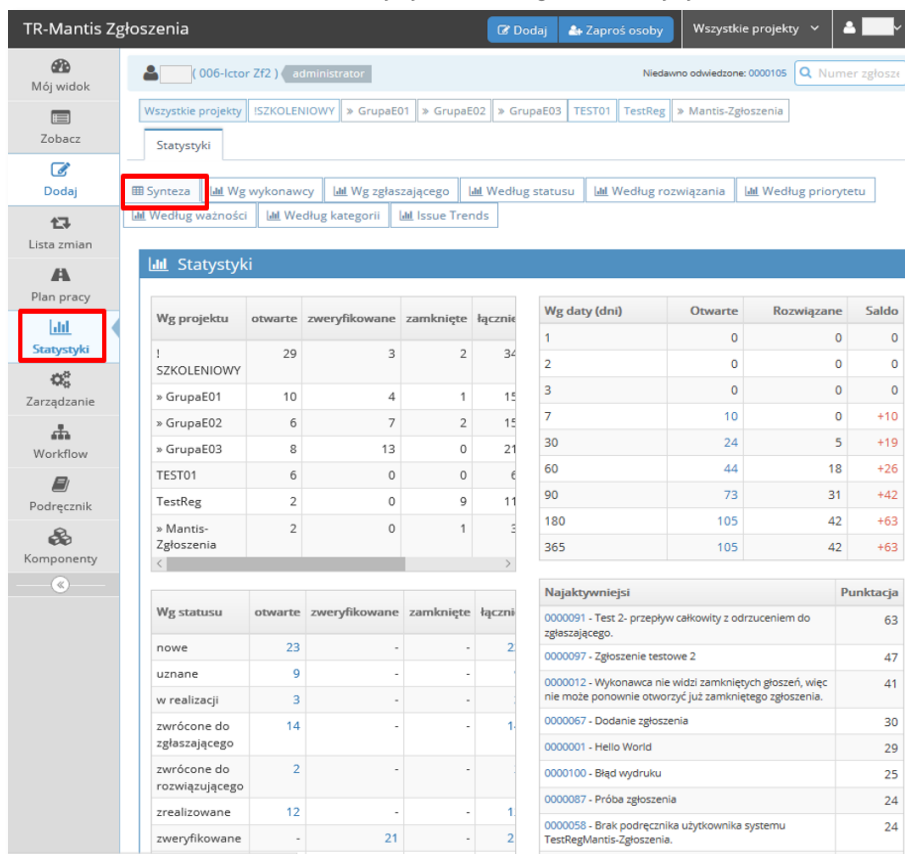 TR-Mantis Zgłoszenia
Dodaj
Zaproś osoby
Wszystkie projekty
Mój widok
Zobacz
Dodaj
Lista zmian
Plan pracy
Statystyki
Zarządzanie
Workflow
Podręcznik
Komponenty
( 006-Ictor Zf2 ) administrator
Niedawno odwiedzone: 0000105
Numer zgłosze
Wszystkie projekty !SZKOLENIOWY » GrupaE01 » GrupaE02 » GrupaE03 TEST01 TestReg » Mantis-Zgłoszenia
Statystyki
Synteza Wg wykonawcy Wg zgłaszającego Według statusu Według rozwiązania Według priorytetu
Według ważności Według kategorii Issue Trends
Statystyki
Wg projektu otwarte zweryfikowane zamknięte łącznie
! SZKOLENIOWY 29 3 2 34
» GrupaE01 10 4 1 15
» GrupaE02 6 7 2 15
» GrupaE03 8 13 0 21
TEST01 6 0 0 6
TestReg 2 0 9 11
» Mantis-
Zgłoszenia 2 0 1 3
Wg statusu otwarte zweryfikowane zamknięte łączni
nowe 23 - - 2
uznane 9 - -
w realizacji 3 - -
zwrócone do
zgłaszającego 14 - - 1
zwrócone do
rozwiązującego 2 - -
zrealizowane 12 - - 1
zweryfikowane - 21 - 2
Wg daty (dni) Otwarte Rozwiązane Saldo
1 0 0 0
2 0 0 0
3 0 0 0
7 10 0 +10
30 24 5 +19
60 44 18 +26
90 73 31 +42
180 105 42 +63
365 105 42 +63
Najaktywniejsi Punktacja
0000091 - Test 2- przepływ całkowity z odrzuceniem do
zgłaszającego. 63
0000097 - Zgłoszenie testowe 2 47
0000012 - Wykonawca nie widzi zamkniętych głoszeń, więc
nie może ponownie otworzyć już zamkniętego zgłoszenia. 41
0000067 - Dodanie zgłoszenia 30
0000001 - Hello World 29
0000100 - Błąd wydruku 25
0000087 - Próba zgłoszenia 24
0000058 - Brak podręcznika użytkownika systemu
TestRegMantis-Zgłoszenia. 24